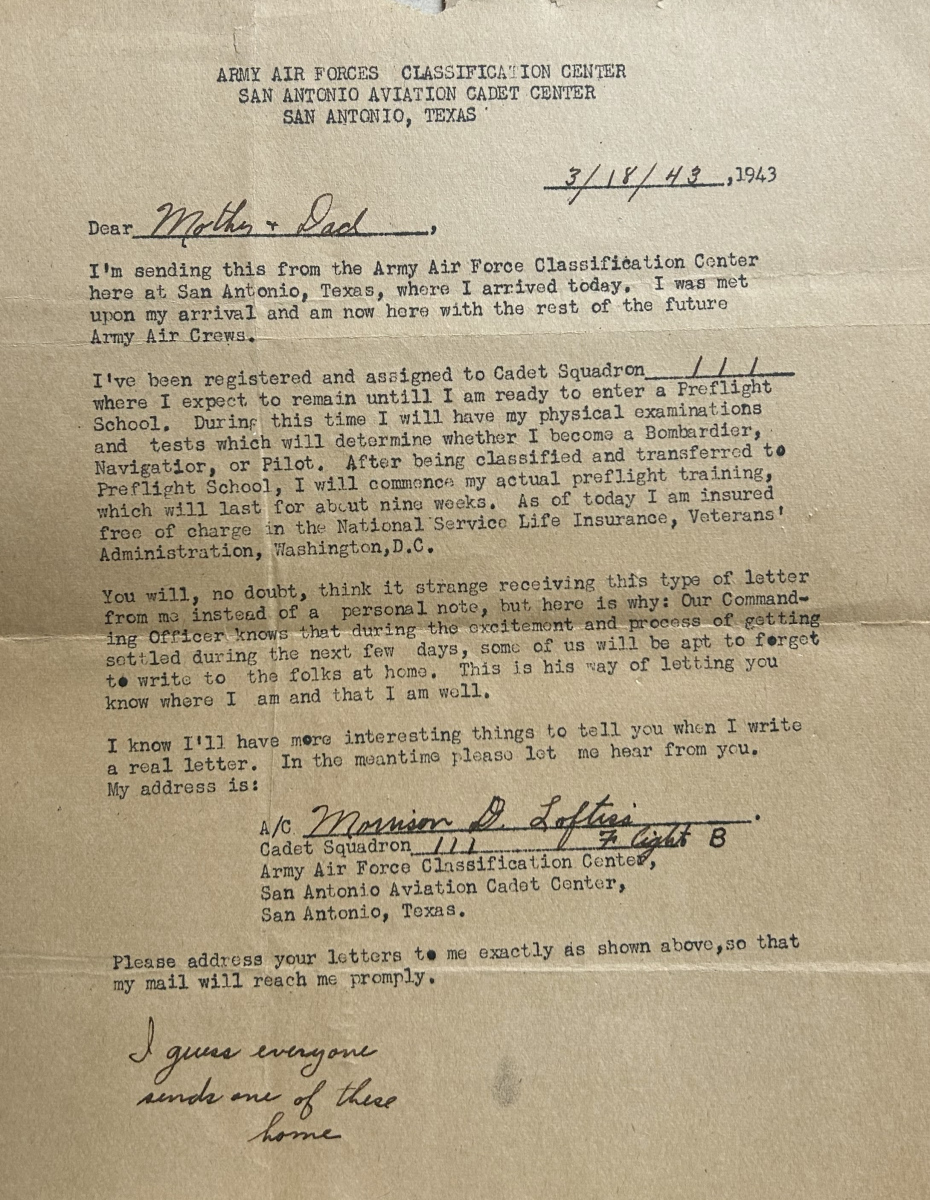 ARMY AIR FORCES CLASSIFICATION CENTER
SAN ANTONIO AVIATION CADET CENTER
SAN ANTONIO, TEXAS
3/18/43, 1943
Dear Mother + Dad,
I'm sending this from the Army Air Force Classification Center
here at San Antonio, Texas, where I arrived today. I was met
upon my arrival and am now here with the rest of the future
Army Air Crews.
I've been registered and assigned to Cadet Squadron 111
where I expect to remain untill I am ready to enter a Preflight
School. During this time I will have my physical examinations
and tests which will determine whether I become a Bombardier,
Navigatior, or Pilot. After being classified and transferred to
Preflight School, I will commence my actual preflight training,
which will last for about nine weeks. As of today I am insured
free of charge in the National Service Life Insurance, Veterans'
Administration, Washington,D.C.
You will, no doubt, think it strange receiving this type of letter
from me instead of a personal note, but here is why: Our Command-
ing Officer knows that during the excitement and process of getting
settled during the next few days, some of us will be apt to forget
to write to the folks at home. This is his way of letting you
know where I am and that I am well.
I know I'll have more interesting things to tell you when I write
a real letter. In the meantime please let me hear from you.
My address is:
A/C Morrison D. Loftis.
Cadet Squadron 111 Flight B
Army Air Force Classification Center,
San Antonio Aviation Cadet Center,
San Antonio, Texas.
Please address your letters to me exactly as shown above,so that
my mail will reach me promply.
I guess everyone
sends one of these
home